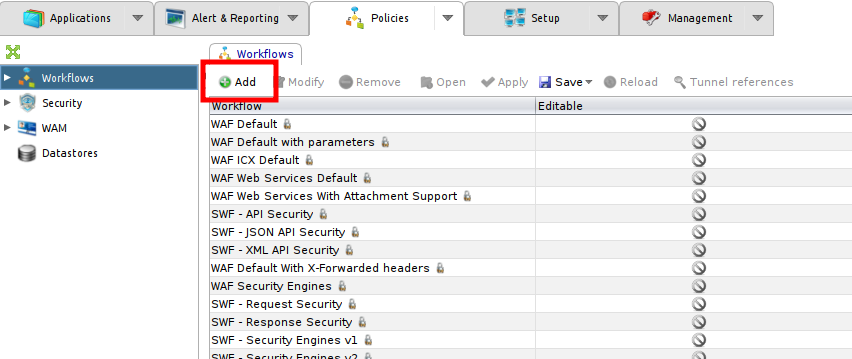 Applications Alert & Reporting Policies Setup Management
Workflows
Workflows
Security
WAM
Datastores
Add Modify Remove Open Apply Save Reload Tunnel references
Workflow Editable
WAF Default
WAF Default with parameters
WAF ICX Default
WAF Web Services Default
WAF Web Services With Attachment Support
SWF - API Security
SWF - JSON API Security
SWF - XML API Security
WAF Default With X-Forwarded headers
WAF Security Engines
SWF - Request Security
SWF - Response Security
SWF - Security Engines v1
SWF - Security Engines v2